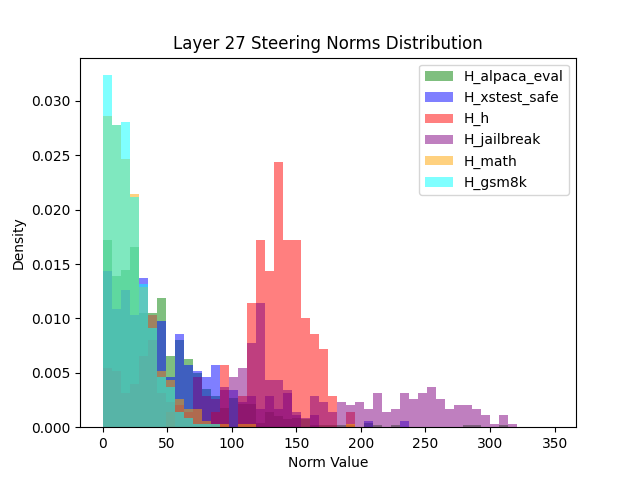 Layer 27 Steering Norms Distribution
H_alpaca_eval
H_xstest_safe
H_h
H_jailbreak
H_math
H_gsm8k
Density
0.030
0.025
0.020
0.015
0.010
0.005
0.000
0 50 100 150 200 250 300 350
Norm Value